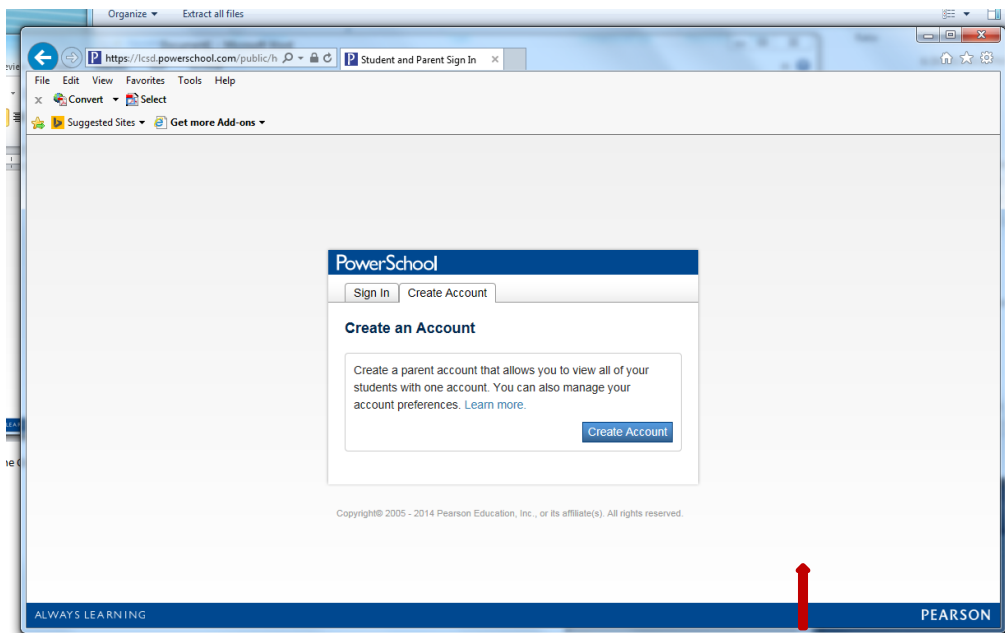 Organize Extract all files
https://lcsd.powerschool.com/public/h
Student and Parent Sign In
File Edit View Favorites Tools Help
x Convert Select
Suggested Sites Get more Add-ons
PowerSchool
Sign In Create Account
Create an Account
Create a parent account that allows you to view all of your
students with one account. You can also manage your
account preferences. Learn more.
Create Account
Copyright© 2005 - 2014 Pearson Education, Inc., or its affiliate(s). All rights reserved.
ALWAYS LEARNING
PEARSON